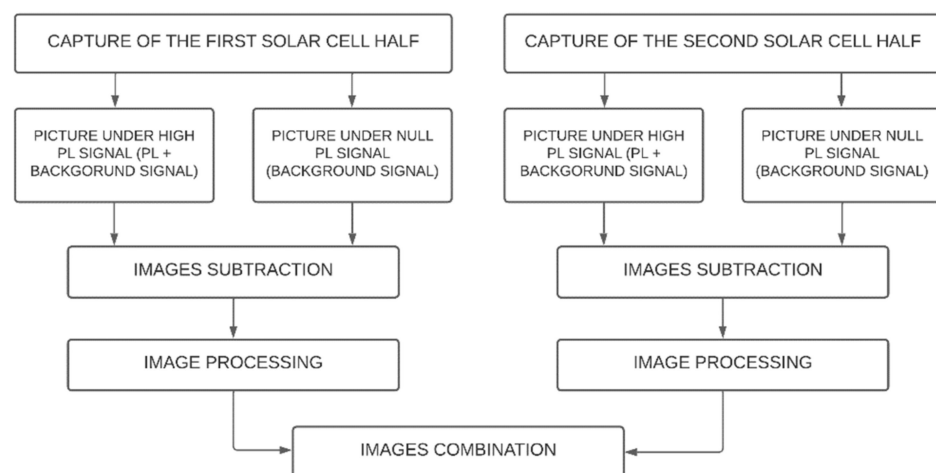 CAPTURE OF THE FIRST SOLAR CELL HALF
CAPTURE OF THE SECOND SOLAR CELL HALF
PICTURE UNDER HIGH
PL SIGNAL (PL +
BACKGORUND SIGNAL)
PICTURE UNDER NULL
PL SIGNAL
(BACKGROUND SIGNAL)
PICTURE UNDER HIGH
PL SIGNAL (PL +
BACKGORUND SIGNAL)
PICTURE UNDER NULL
PL SIGNAL
(BACKGROUND SIGNAL)
IMAGES SUBTRACTION
IMAGES SUBTRACTION
IMAGE PROCESSING
IMAGE PROCESSING
IMAGES COMBINATION